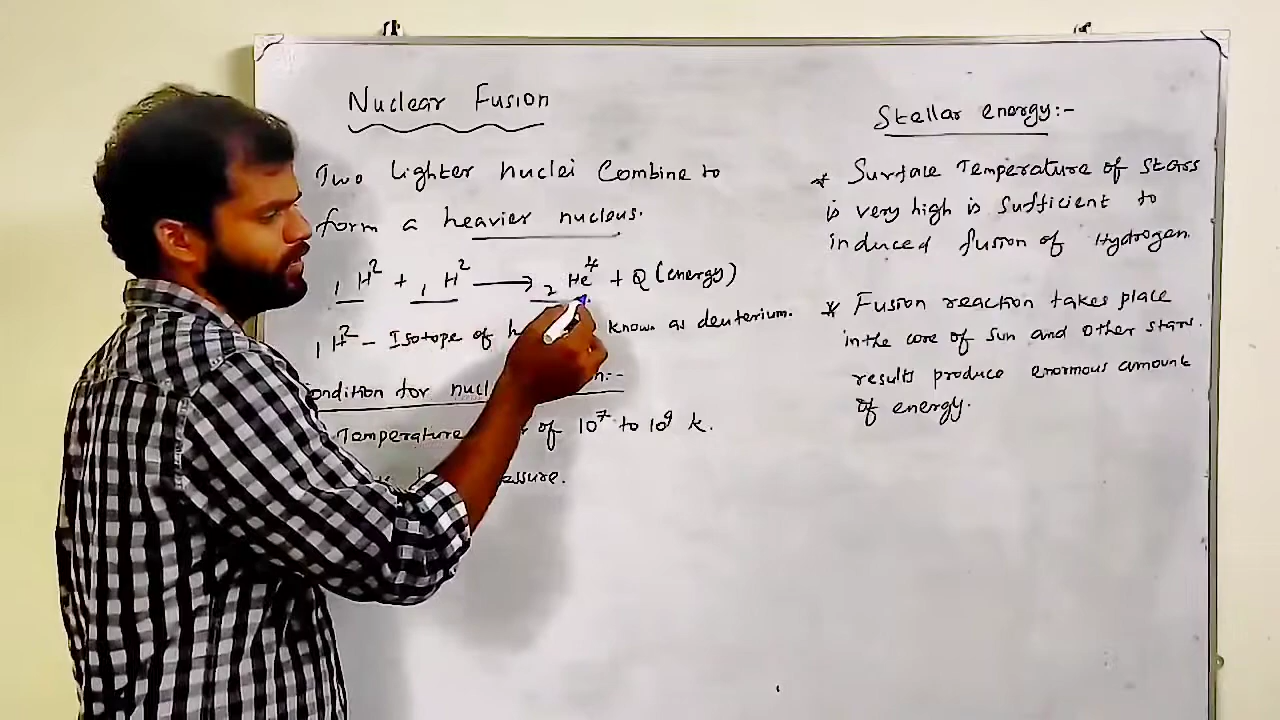 Nuclear Fusion
Two lighter nuclei Combine to
form a heavier nucleus.
₁H² + ₁H² ⟶ ₂He⁴ + Q (energy)
₁H² - Isotope of known as deuterium.
Condition for
Temperature of 10⁷ to 10⁹ k.
Stellar energy:-
* Surface Temperature of Stars
is very high is Sufficient to
induced fusion of Hydrogen.
* Fusion reaction takes place
in the core of Sun and other stars.
results produce enormous amount
of energy.